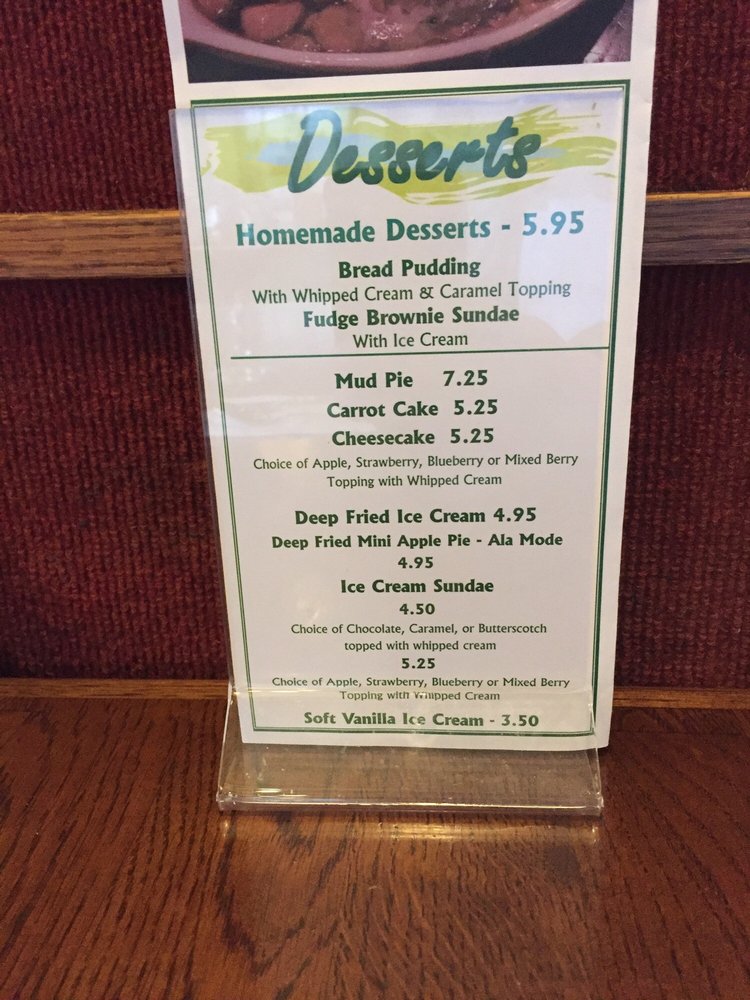 Desserts
Homemade Desserts - 5.95
Bread Pudding
With Whipped Cream & Caramel Topping
Fudge Brownie Sundae
With Ice Cream
Mud Pie 7.25
Carrot Cake 5.25
Cheesecake 5.25
Choice of Apple, Strawberry, Blueberry or Mixed Berry
Topping with Whipped Cream
Deep Fried Ice Cream 4.95
Deep Fried Mini Apple Pie - Ala Mode
4.95
Ice Cream Sundae
4.50
Choice of Chocolate, Caramel, or Butterscotch
topped with whipped cream
5.25
Choice of Apple, Strawberry, Blueberry or Mixed Berry
Topping with Whipped Cream
Soft Vanilla Ice Cream - 3.50